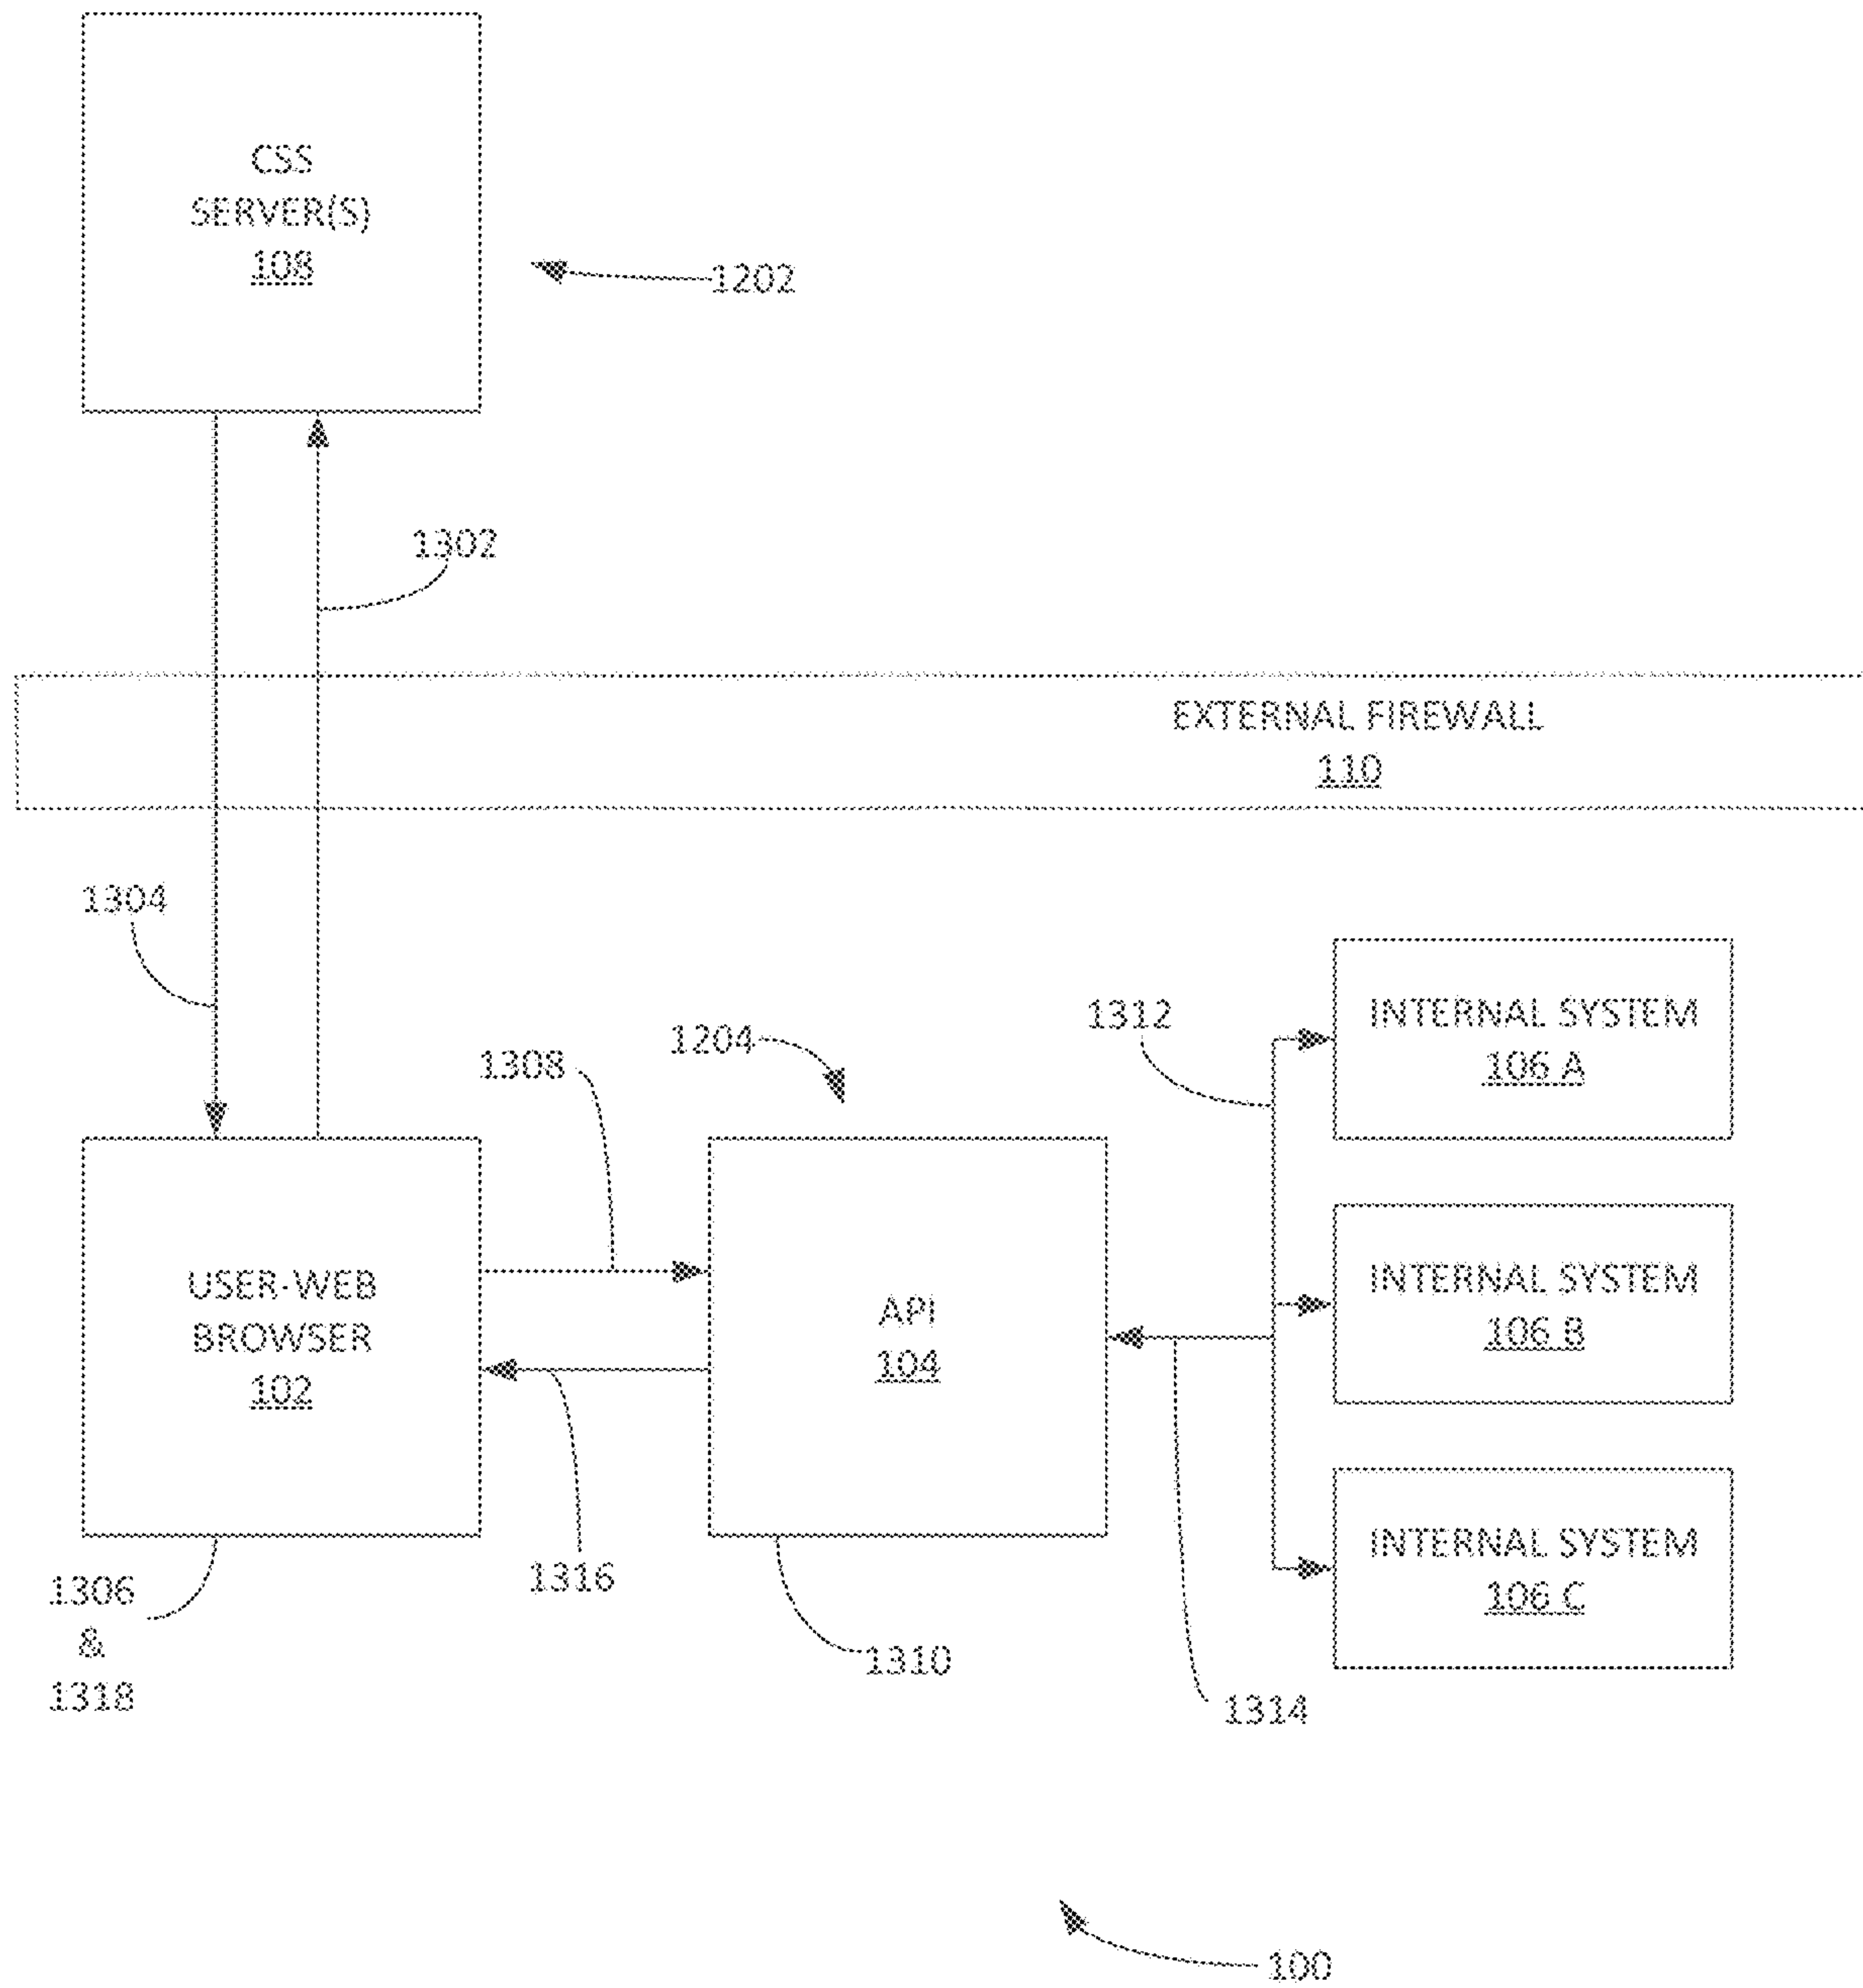 CSS
SERVER(S)
108
1202
1302
EXTERNAL FIREWALL
110
1304
1312
INTERNAL SYSTEM
106 A
1204
1308
INTERNAL SYSTEM
106 B
USER-WEB
BROWSER
102
API
104
INTERNAL SYSTEM
106 C
1316
1306
&
1318
1310
1314
100